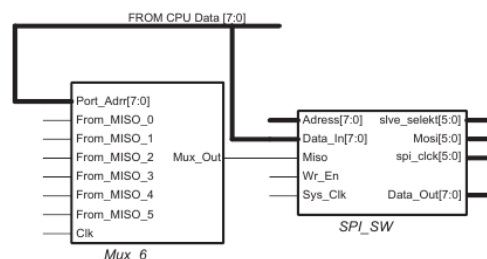 FROM CPU Data [7:0]
Port_Adrr[7:0]
From_MISO_0
From_MISO_1
From_MISO_2
From_MISO_3
From_MISO_4
From_MISO_5
Clk
Mux_Out
Mux_6
Adress[7:0]
Data_In[7:0]
Miso
Wr_En
Sys_Clk
slve_selekt[5:0]
Mosi[5:0]
spi_clck[5:0]
Data_Out[7:0]
SPI_SW